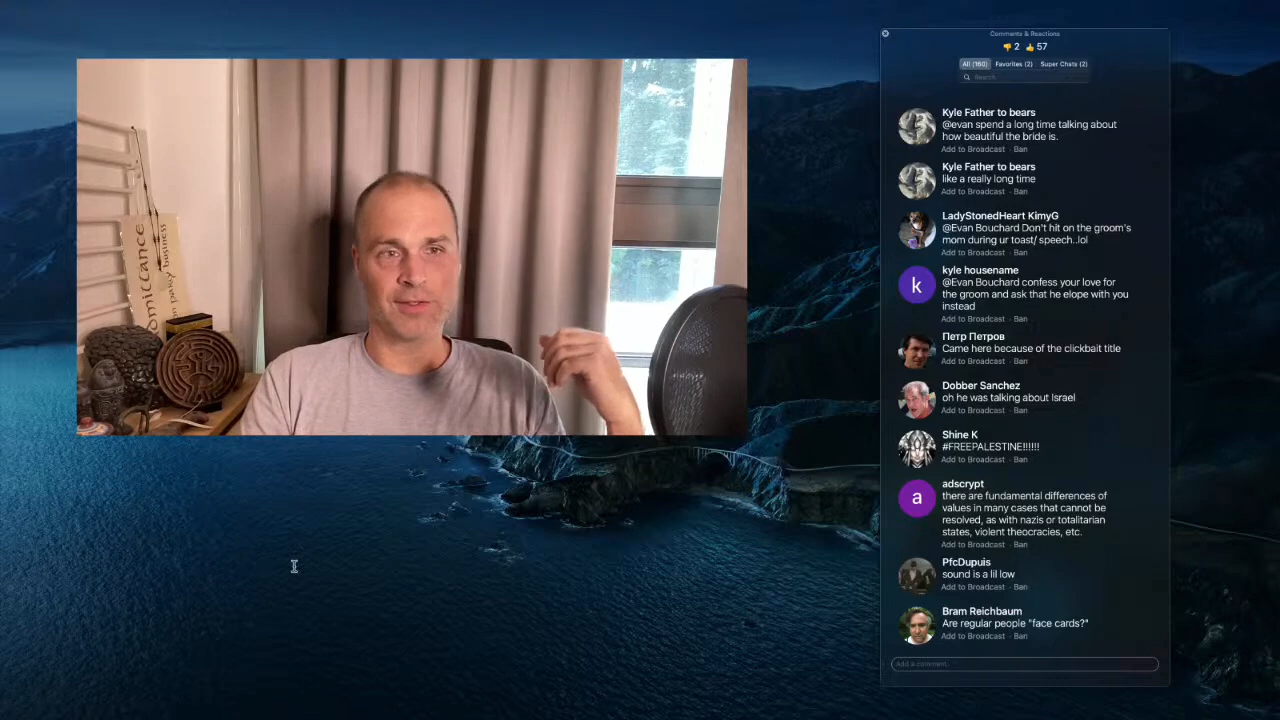 admittance
party business
Comments & Reactions
👎 2 👍 57
All (160) Favorites (2) Super Chats (2)
Search
Kyle Father to bears
@evan spend a long time talking about
how beautiful the bride is.
Add to Broadcast · Ban
Kyle Father to bears
like a really long time
Add to Broadcast · Ban
LadyStonedHeart KimyG
@Evan Bouchard Don't hit on the groom's
mom during ur toast/ speech..lol
Add to Broadcast · Ban
k
kyle housename
@Evan Bouchard confess your love for
the groom and ask that he elope with you
instead
Add to Broadcast · Ban
Петр Петров
Came here because of the clickbait title
Add to Broadcast · Ban
Dobber Sanchez
oh he was talking about Israel
Add to Broadcast · Ban
Shine K
#FREEPALESTINE!!!!!!
Add to Broadcast · Ban
a
adscrypt
there are fundamental differences of
values in many cases that cannot be
resolved, as with nazis or totalitarian
states, violent theocracies, etc.
Add to Broadcast · Ban
PfcDupuis
sound is a lil low
Add to Broadcast · Ban
Bram Reichbaum
Are regular people "face cards?"
Add to Broadcast · Ban
Add a comment...